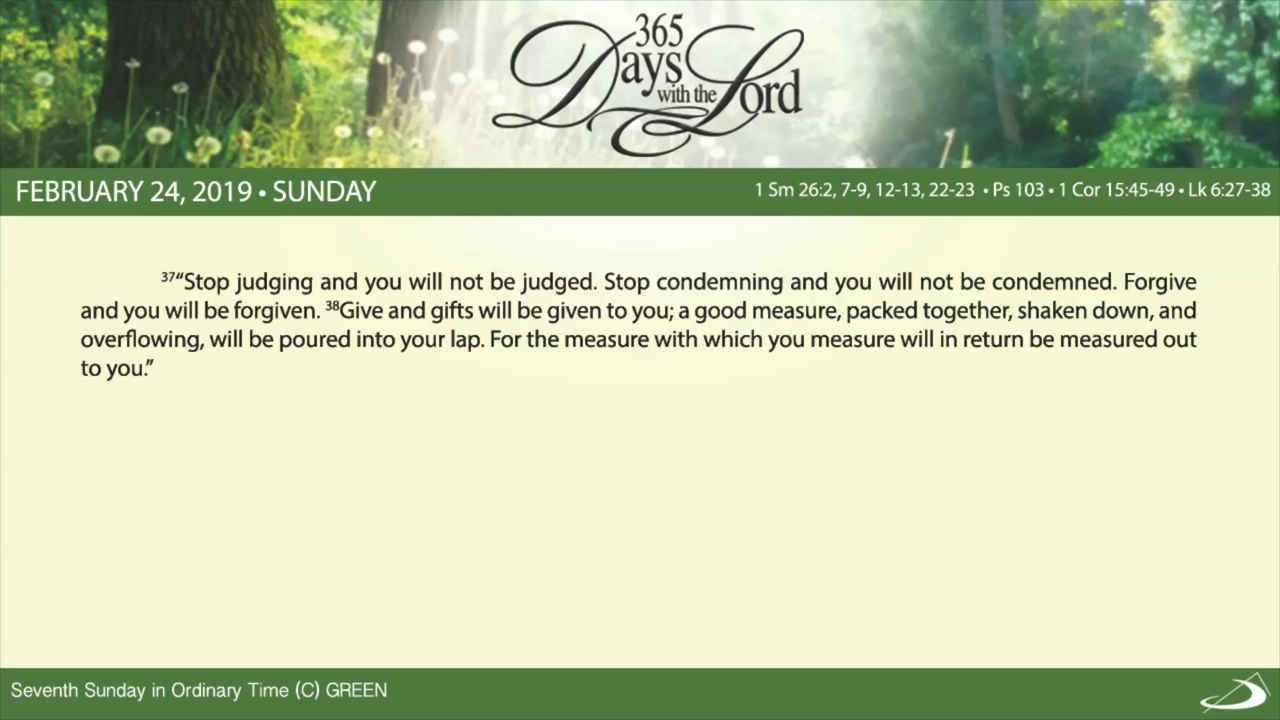 365
Days
with the Lord
FEBRUARY 24, 2019 • SUNDAY
1 Sm 26:2, 7-9, 12-13, 22-23 • Ps 103 • 1 Cor 15:45-49 • Lk 6:27-38
³⁷“Stop judging and you will not be judged. Stop condemning and you will not be condemned. Forgive
and you will be forgiven. ³⁸Give and gifts will be given to you; a good measure, packed together, shaken down, and
overflowing, will be poured into your lap. For the measure with which you measure will in return be measured out
to you.”
Seventh Sunday in Ordinary Time (C) GREEN